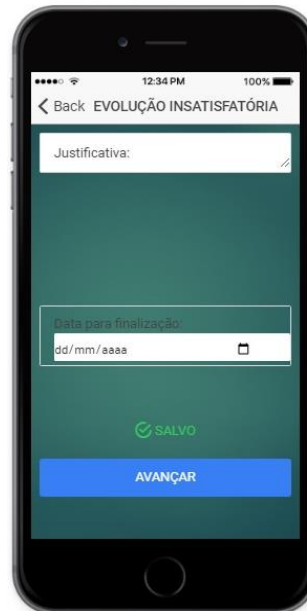 12:34 PM 100%
Back EVOLUÇÃO INSATISFATÓRIA
Justificativa:
Data para finalização:
dd/mm/aaaa
SALVO
AVANÇAR